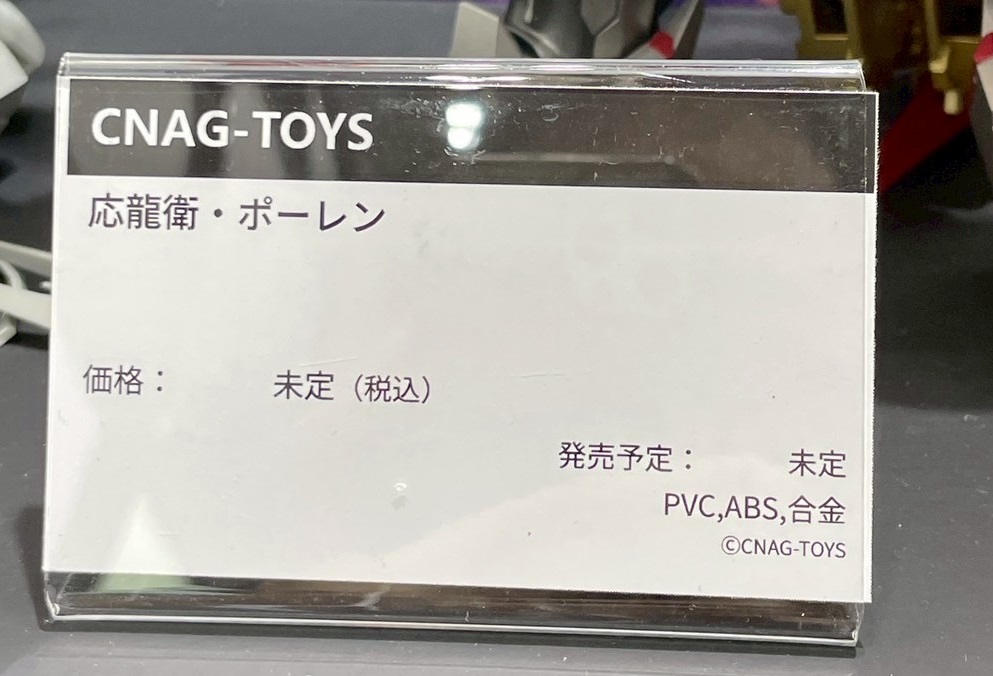 CNAG-TOYS
応龍衛・ポーレン
価格： 未定（税込）
発売予定： 未定
PVC,ABS,合金
©CNAG-TOYS